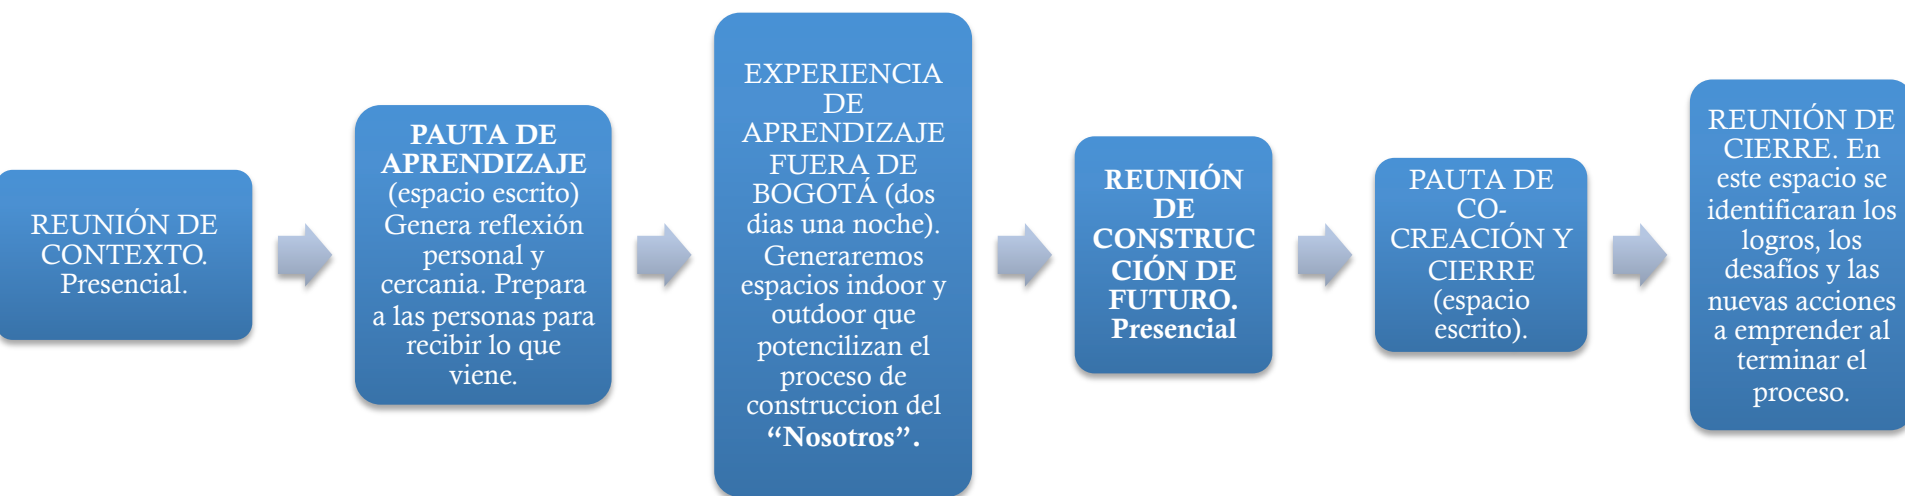 REUNIÓN DE
CONTEXTO.
Presencial.
PAUTA DE
APRENDIZAJE
(espacio escrito)
Genera reflexión
personal y
cercania. Prepara
a las personas para
recibir lo que
viene.
EXPERIENCIA
DE
APRENDIZAJE
FUERA DE
BOGOTÁ (dos
dias una noche).
Generaremos
espacios indoor y
outdoor que
potencilizan el
proceso de
construccion del
“Nosotros”.
REUNIÓN
DE
CONSTRUC
CIÓN DE
FUTURO.
Presencial
PAUTA DE
CO-
CREACIÓN Y
CIERRE
(espacio
escrito).
REUNIÓN DE
CIERRE. En
este espacio se
identificaran los
logros, los
desafíos y las
nuevas acciones
a emprender al
terminar el
proceso.